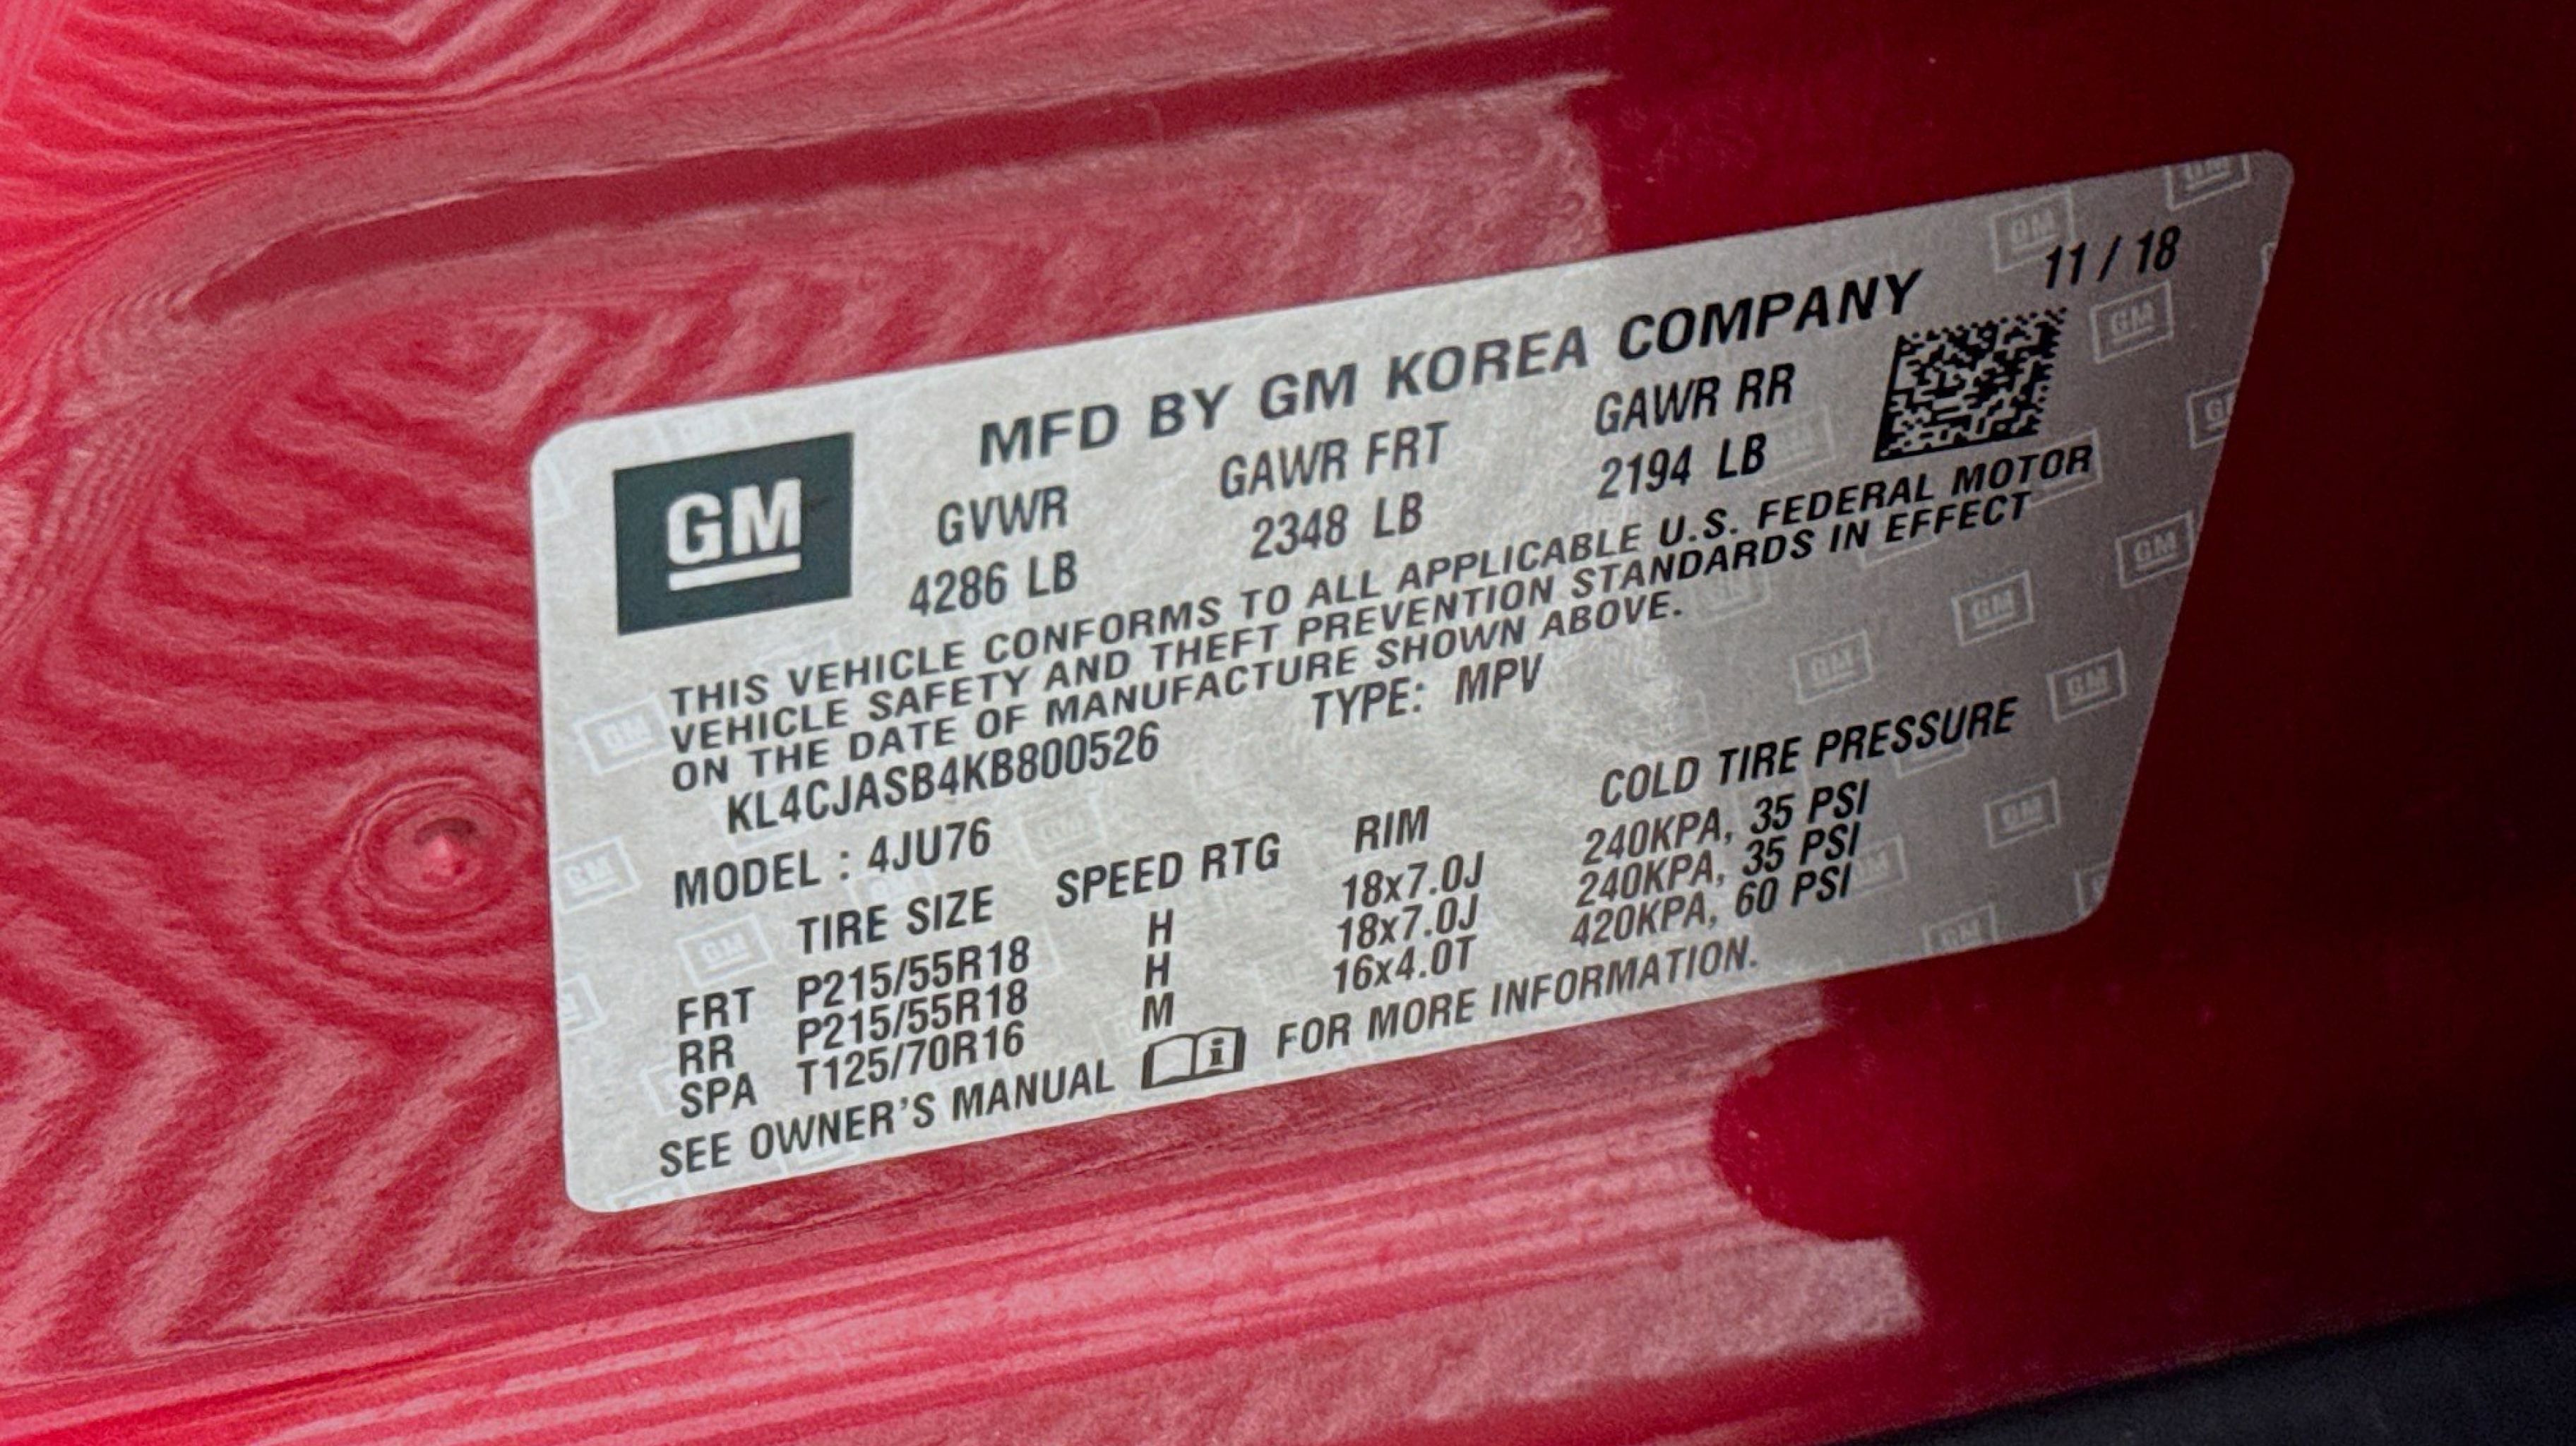 MFD BY GM KOREA COMPANY 11 / 18
GM
GVWR GAWR FRT GAWR RR
4286 LB 2348 LB 2194 LB
THIS VEHICLE CONFORMS TO ALL APPLICABLE U.S. FEDERAL MOTOR
VEHICLE SAFETY AND THEFT PREVENTION STANDARDS IN EFFECT
ON THE DATE OF MANUFACTURE SHOWN ABOVE.
KL4CJASB4KB800526 TYPE: MPV
MODEL : 4JU76
TIRE SIZE SPEED RTG RIM COLD TIRE PRESSURE
FRT P215/55R18 H 18x7.0J 240KPA, 35 PSI
RR P215/55R18 H 18x7.0J 240KPA, 35 PSI
SPA T125/70R16 M 16x4.0T 420KPA, 60 PSI
SEE OWNER'S MANUAL i FOR MORE INFORMATION.